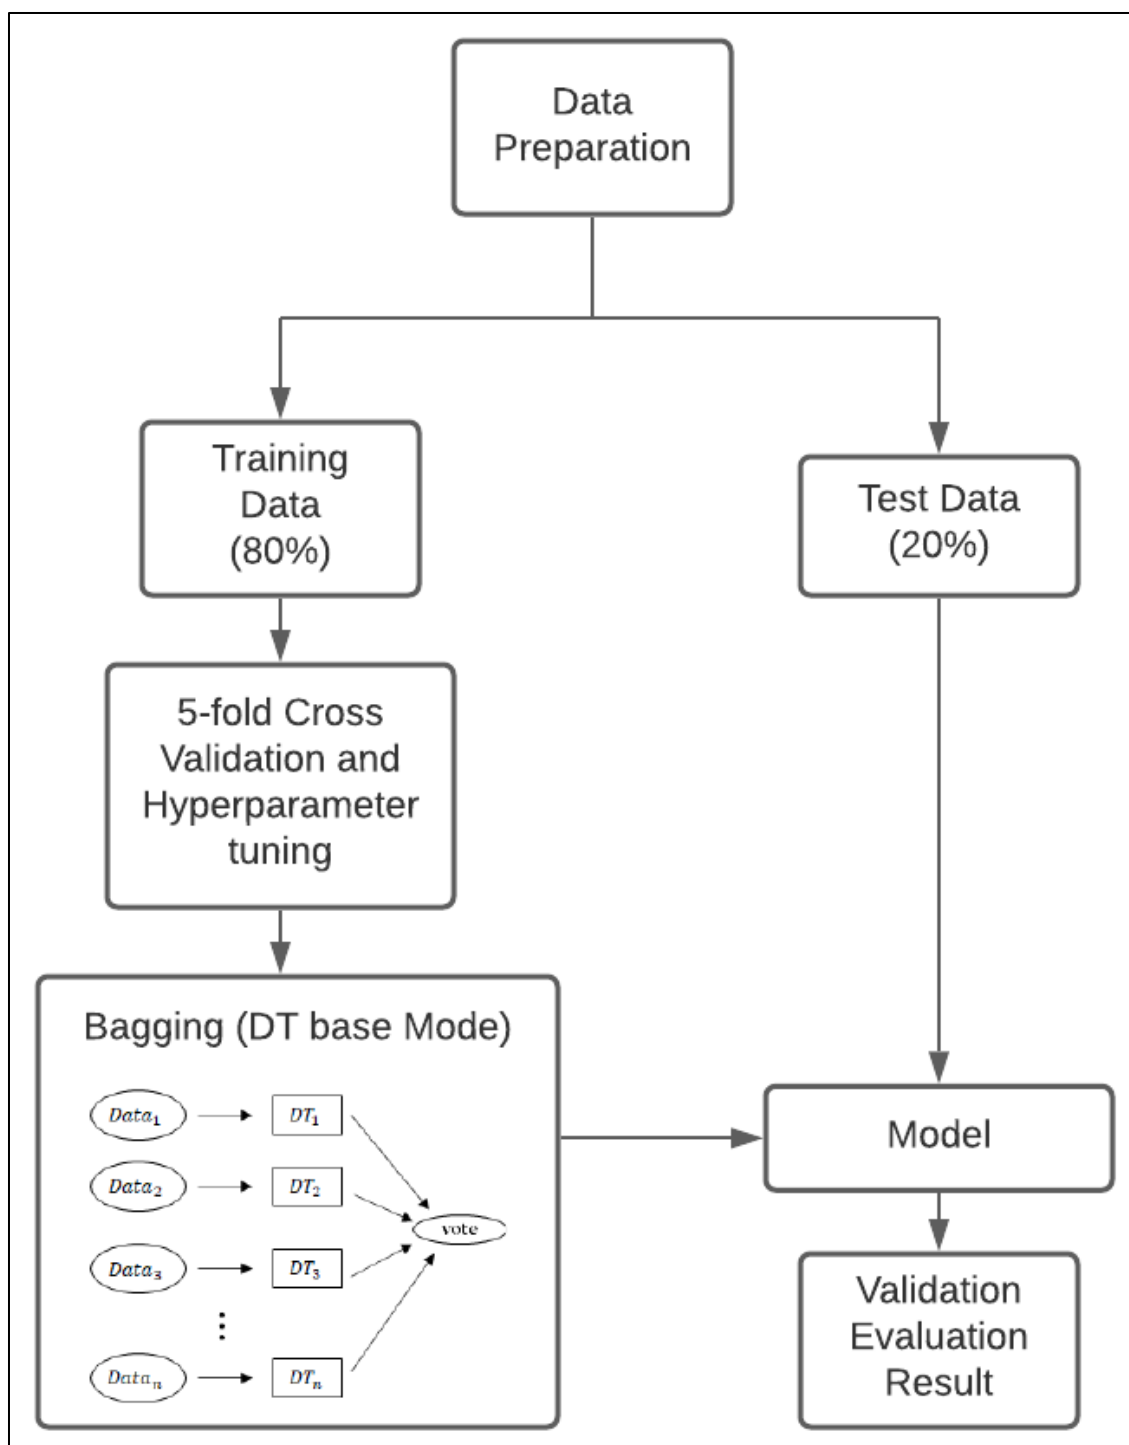 Data
Preparation
Training
Data
(80%)
Test Data
(20%)
5-fold Cross
Validation and
Hyperparameter
tuning
Bagging (DT base Mode)
Data₁
DT₁
Data₂
DT₂
vote
Data₃
DT₃
⋮
Dataₙ
DTₙ
Model
Validation
Evaluation
Result